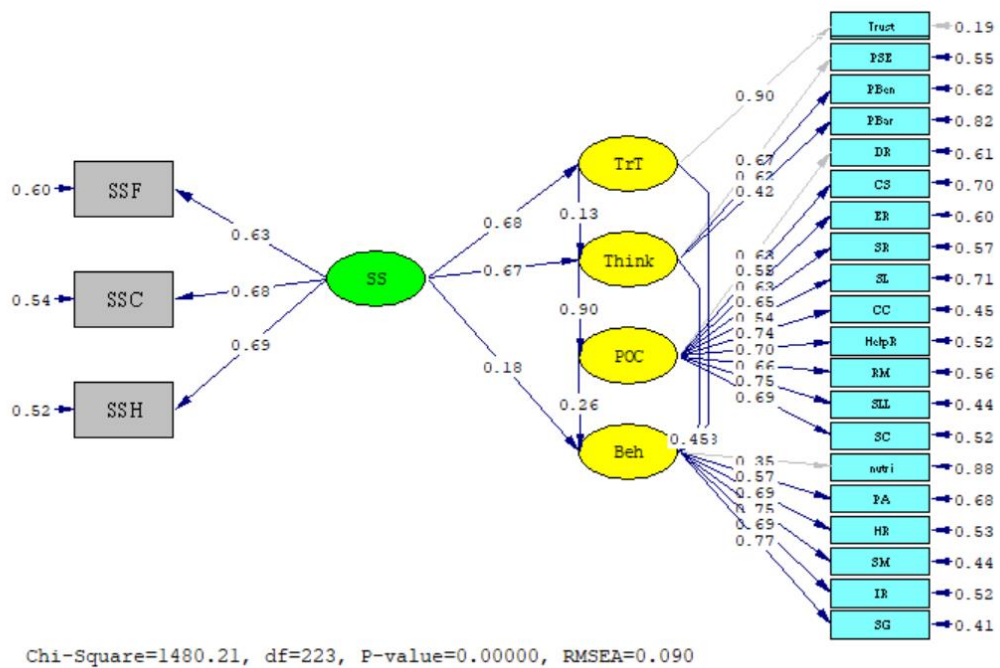 Trust 0.19
PSE 0.55
PBen 0.62
PBar 0.82
DR 0.61
CS 0.70
ER 0.60
SR 0.57
SL 0.71
CC 0.45
HelpR 0.52
RM 0.56
SLL 0.44
SC 0.52
nutri 0.88
PA 0.68
HR 0.53
SM 0.44
IR 0.52
SG 0.41
0.60 SSF
0.54 SSC
0.52 SSH
0.63
0.68
0.69
SS
0.68
0.67
0.18
TrT
0.13
Think
0.90
POC
0.26
Beh
0.90
0.67
0.62
0.42
0.63
0.63
0.65
0.54
0.74
0.70
0.66
0.75
0.69
0.35
0.57
0.69
0.75
0.69
0.77
Chi-Square=1480.21, df=223, P-value=0.00000, RMSEA=0.090